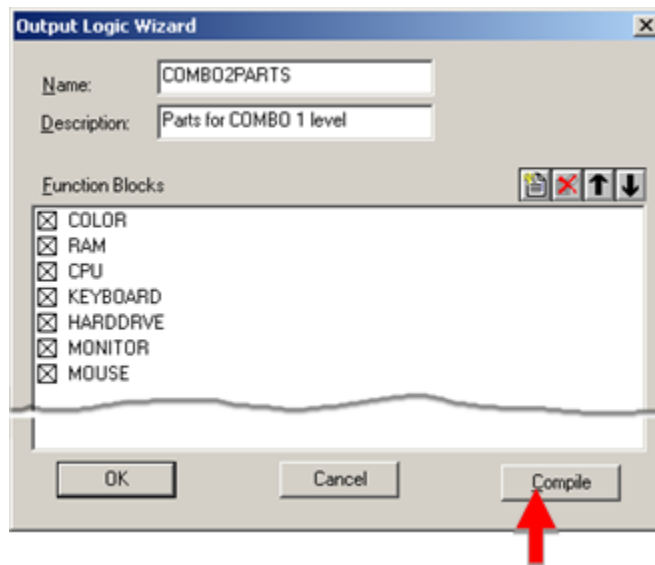 Output Logic Wizard
Name: COMBO2PARTS
Description: Parts for COMBO 1 level
Function Blocks
COLOR
RAM
CPU
KEYBOARD
HARDDRVE
MONITOR
MOUSE
OK Cancel Compile